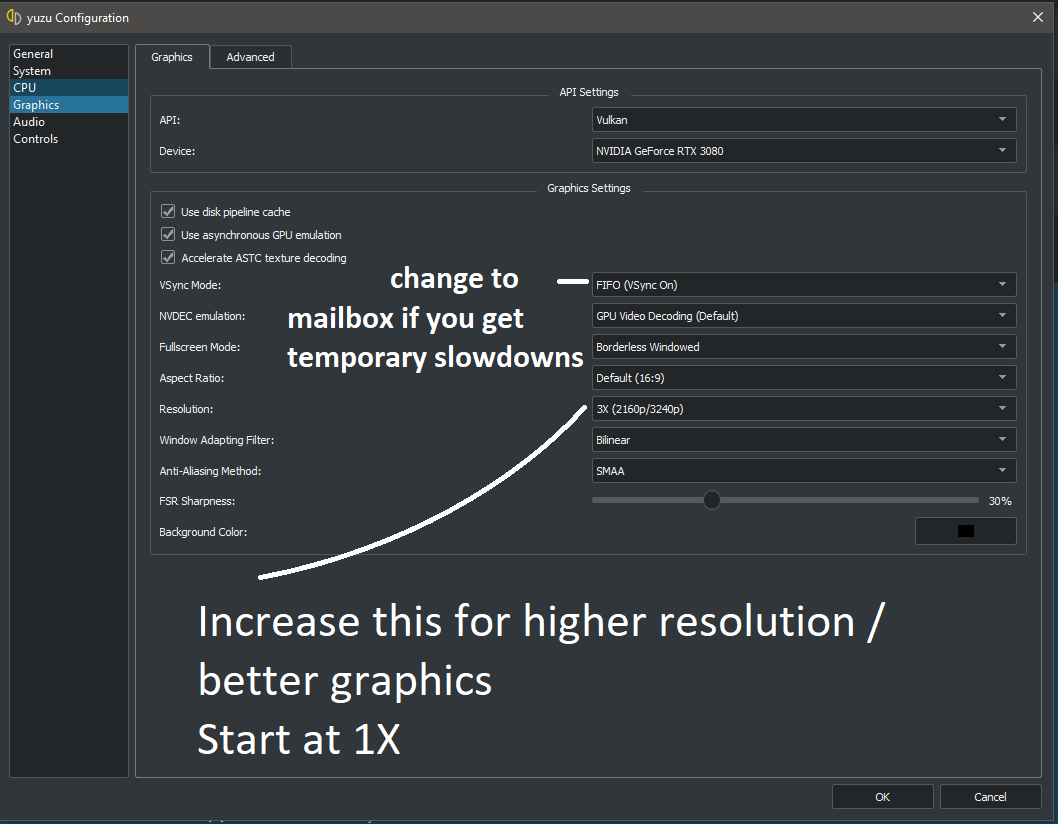 yuzu Configuration
General
System
CPU
Graphics
Audio
Controls
Graphics Advanced
API Settings
API: Vulkan
Device: NVIDIA GeForce RTX 3080
Graphics Settings
Use disk pipeline cache
Use asynchronous GPU emulation
Accelerate ASTC texture decoding
change to
VSync Mode: FIFO (VSync On)
mailbox if you get
NVDEC emulation: GPU Video Decoding (Default)
temporary slowdowns
Fullscreen Mode: Borderless Windowed
Aspect Ratio: Default (16:9)
Resolution: 3X (2160p/3240p)
Window Adapting Filter: Bilinear
Anti-Aliasing Method: SMAA
FSR Sharpness: 30%
Background Color:
Increase this for higher resolution /
better graphics
Start at 1X
OK Cancel